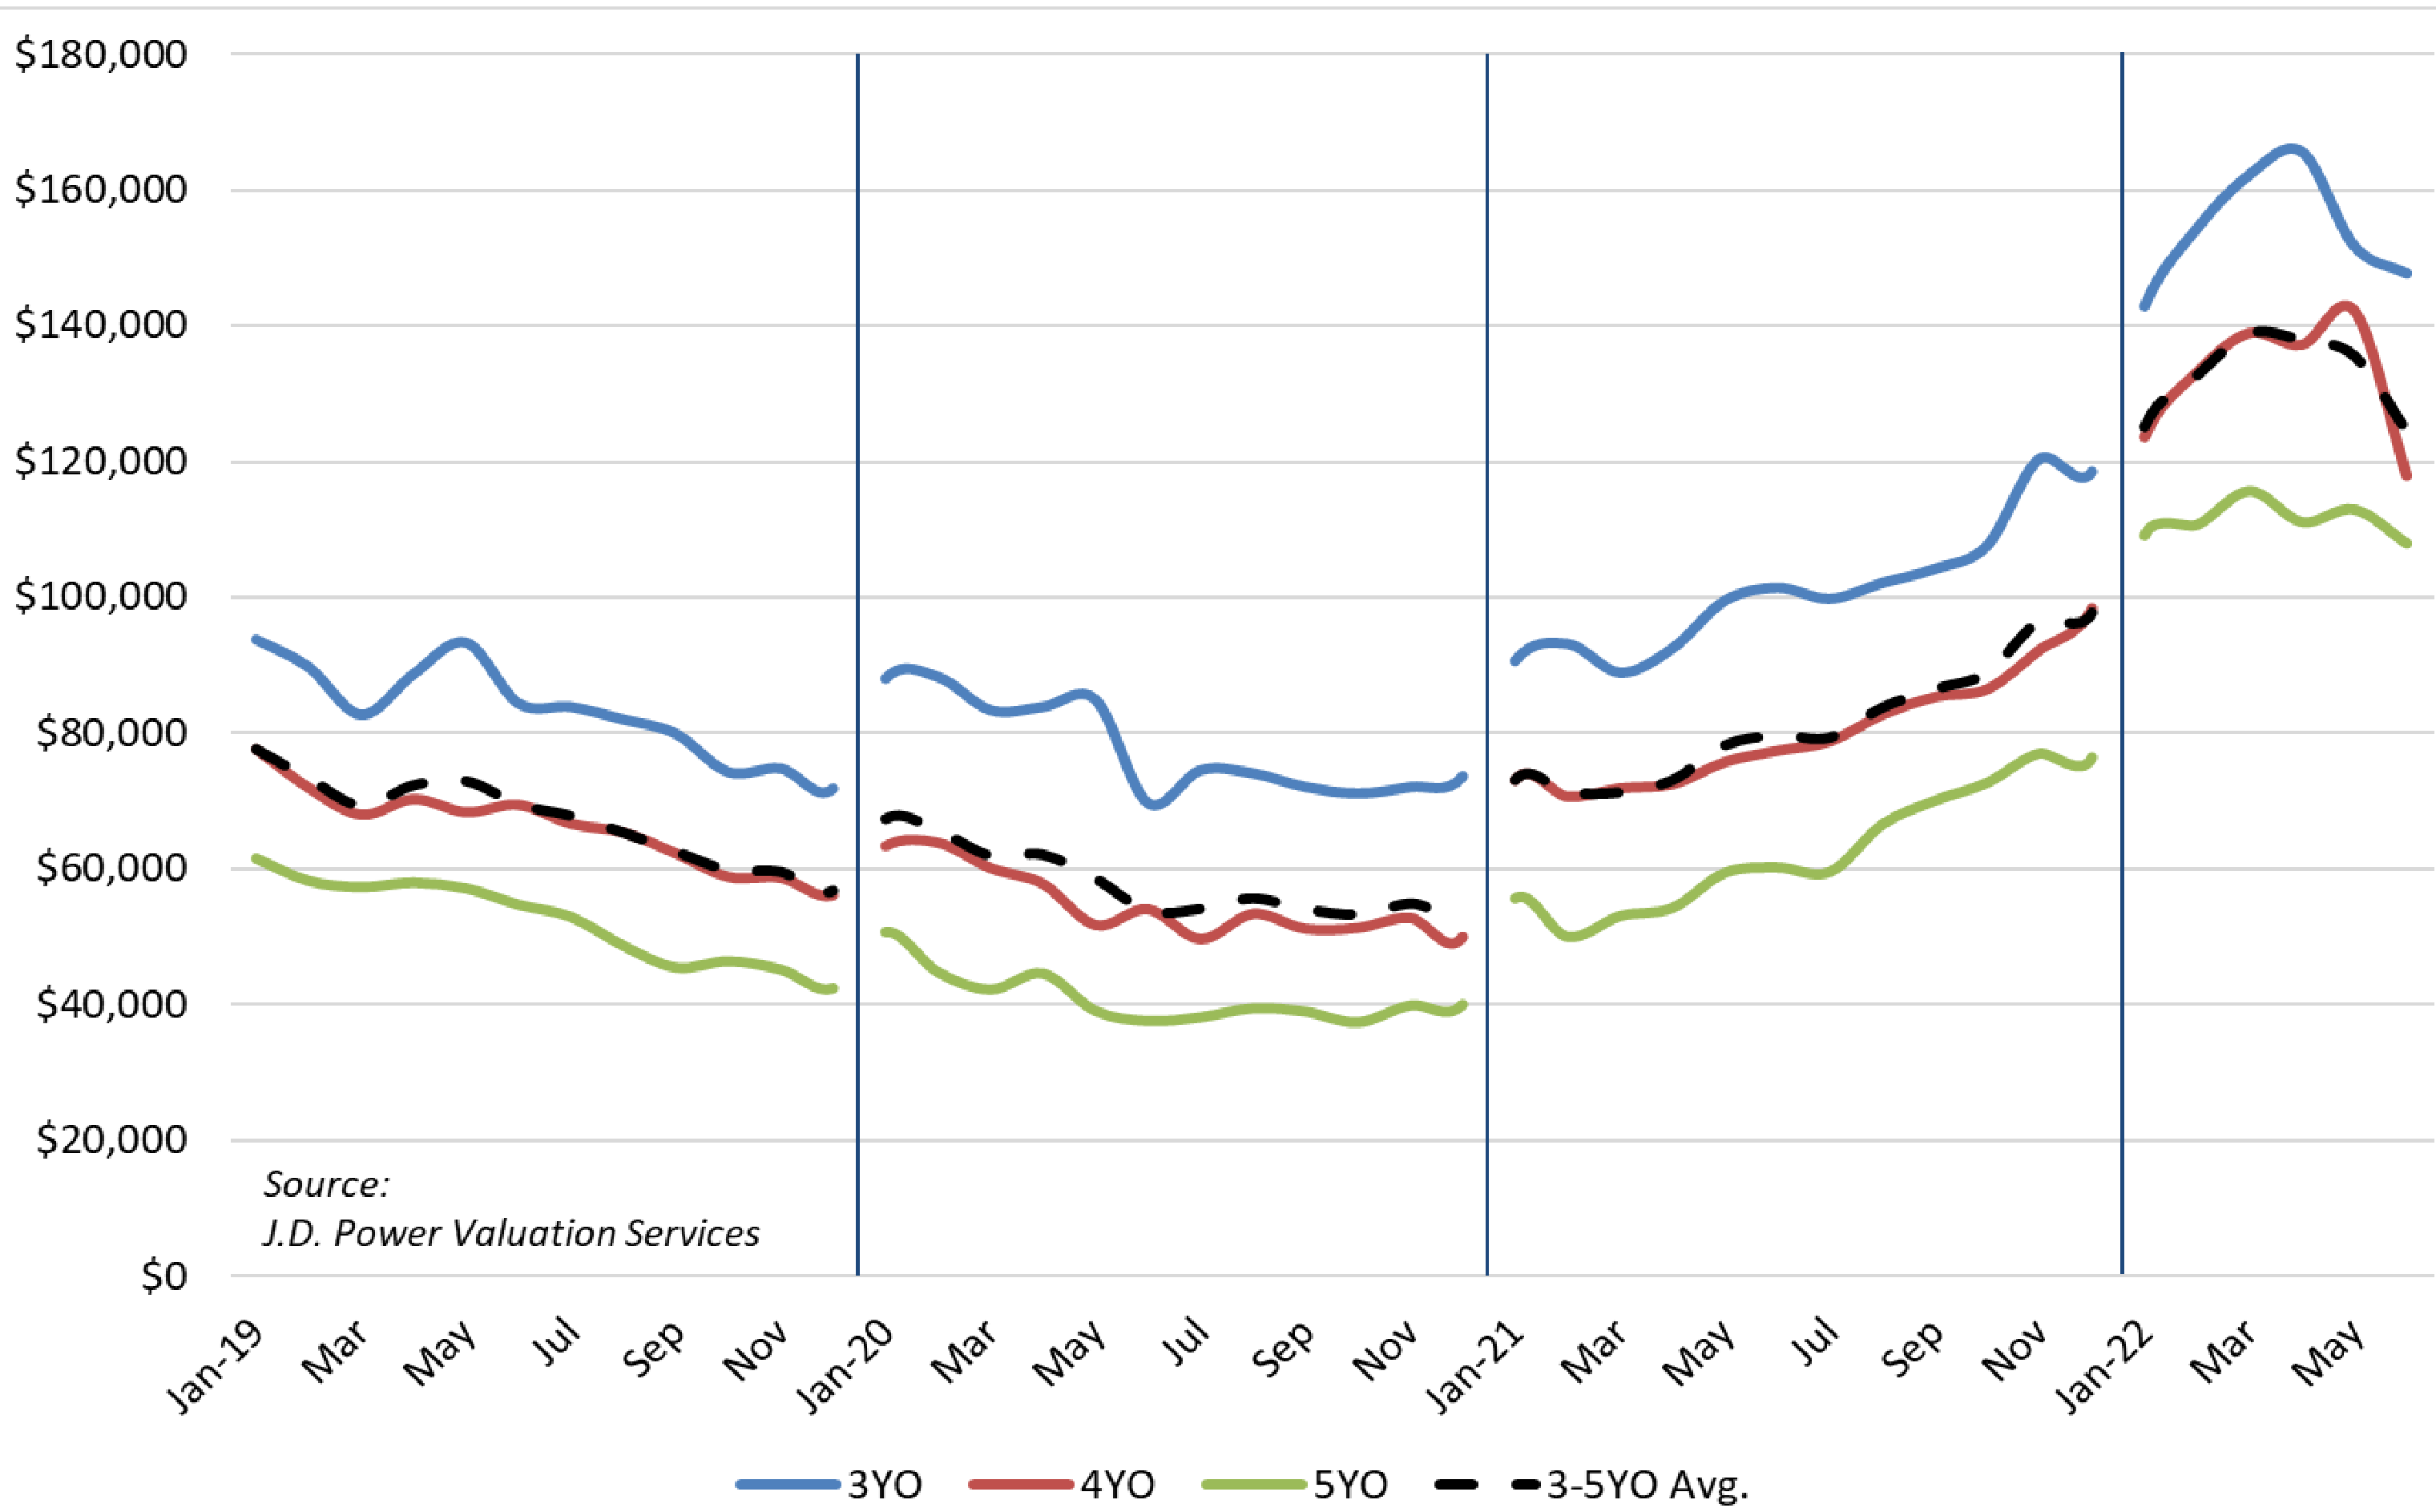 $180,000
$160,000
$140,000
$120,000
$100,000
$80,000
$60,000
$40,000
$20,000
$0
Source:
J.D. Power Valuation Services
Jan-19
Mar
May
Jul
Sep
Nov
Jan-20
Mar
May
Jul
Sep
Nov
Jan-21
Mar
May
Jul
Sep
Nov
Jan-22
Mar
May
3YO 4YO 5YO 3-5YO Avg.